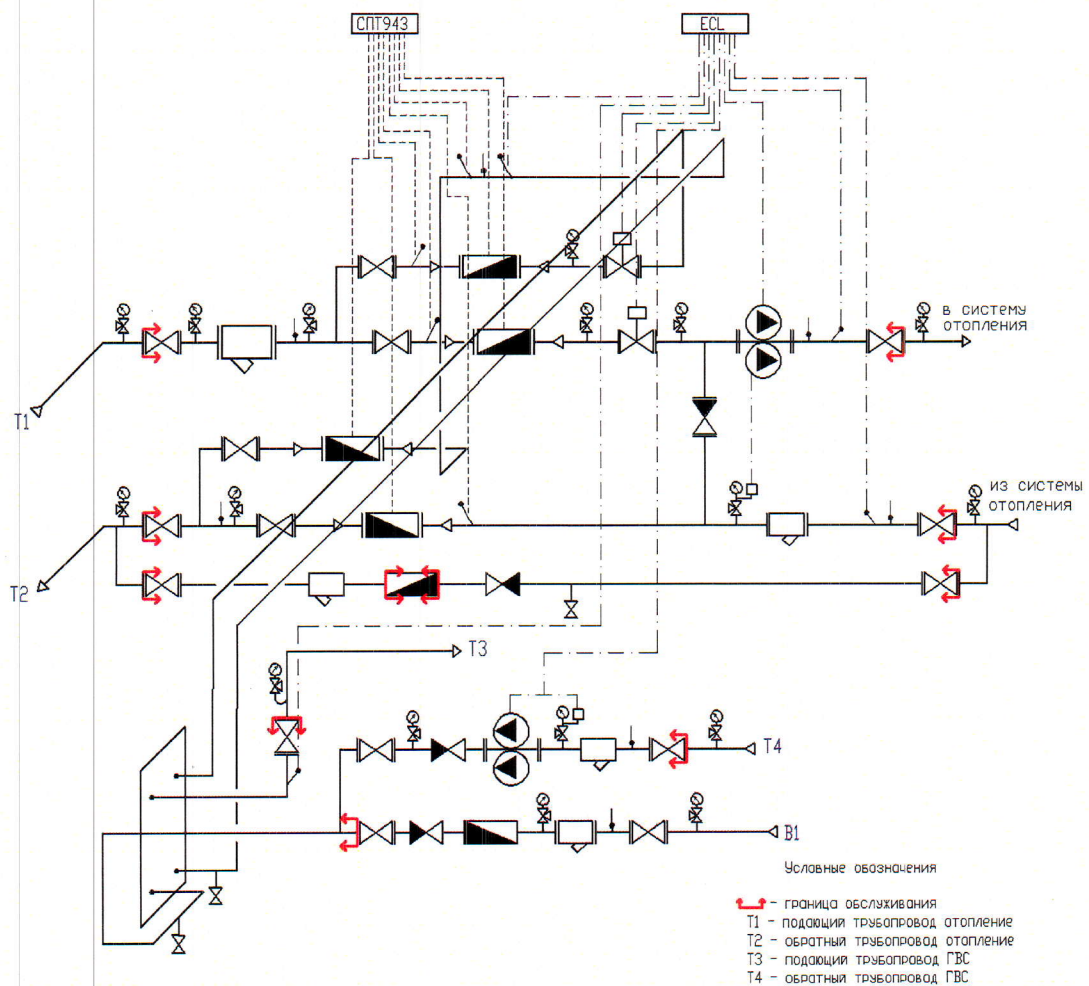 СПТ943
ECL
в систему
отопления
Т1
из системы
отопления
Т2
Т3
Т4
В1
Условные обозначения
- граница обслуживания
Т1 - подающий трубопровод отопление
Т2 - обратный трубопровод отопление
Т3 - подающий трубопровод ГВС
Т4 - обратный трубопровод ГВС